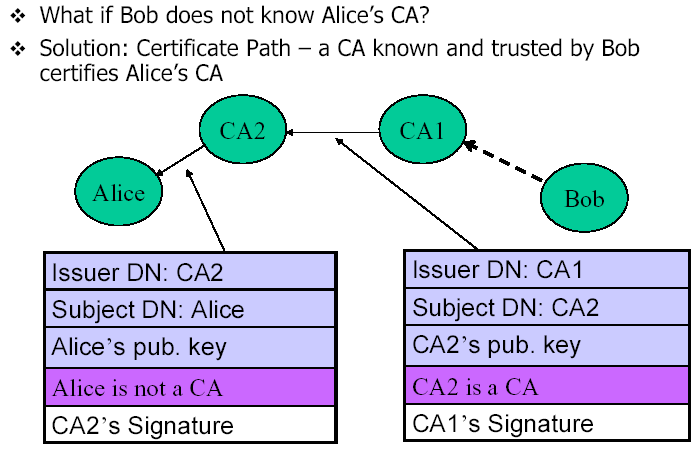 ❖ What if Bob does not know Alice's CA?
❖ Solution: Certificate Path – a CA known and trusted by Bob
certifies Alice's CA
CA2
CA1
Alice
Bob
Issuer DN: CA2
Subject DN: Alice
Alice's pub. key
Alice is not a CA
CA2's Signature
Issuer DN: CA1
Subject DN: CA2
CA2's pub. key
CA2 is a CA
CA1's Signature